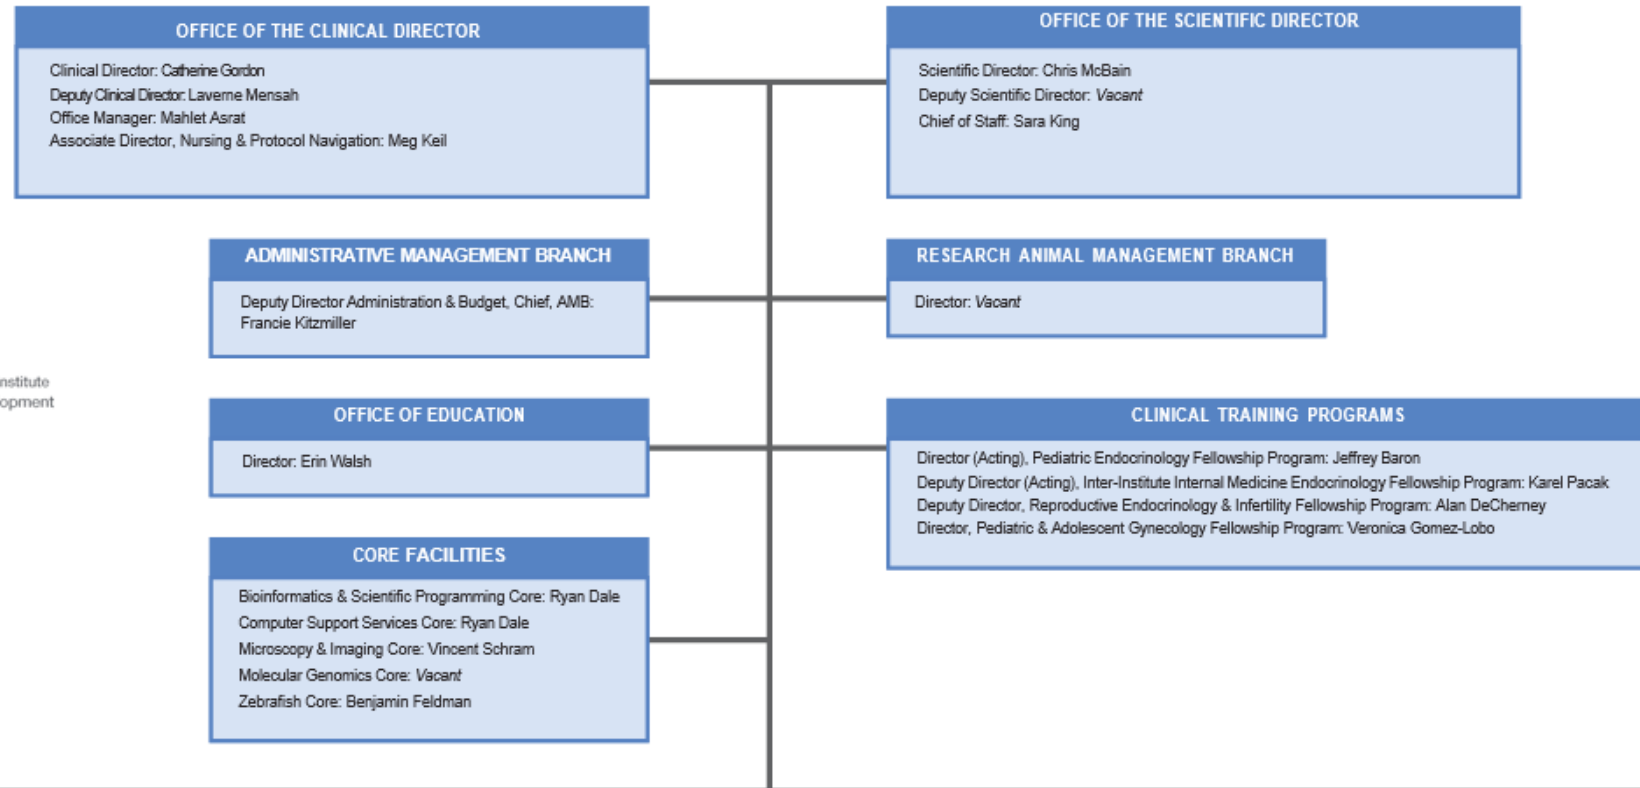 OFFICE OF THE CLINICAL DIRECTOR
Clinical Director: Catherine Gordon
Deputy Clinical Director: Laverne Mensah
Office Manager: Mahlet Asrat
Associate Director, Nursing & Protocol Navigation: Meg Keil
OFFICE OF THE SCIENTIFIC DIRECTOR
Scientific Director: Chris McBain
Deputy Scientific Director: Vacant
Chief of Staff: Sara King
ADMINISTRATIVE MANAGEMENT BRANCH
Deputy Director Administration & Budget, Chief, AMB:
Francie Kitzmiller
RESEARCH ANIMAL MANAGEMENT BRANCH
Director: Vacant
nstitute
opment
OFFICE OF EDUCATION
Director: Erin Walsh
CLINICAL TRAINING PROGRAMS
Director (Acting), Pediatric Endocrinology Fellowship Program: Jeffrey Baron
Deputy Director (Acting), Inter-Institute Internal Medicine Endocrinology Fellowship Program: Karel Pacak
Deputy Director, Reproductive Endocrinology & Infertility Fellowship Program: Alan DeCherney
Director, Pediatric & Adolescent Gynecology Fellowship Program: Veronica Gomez-Lobo
CORE FACILITIES
Bioinformatics & Scientific Programming Core: Ryan Dale
Computer Support Services Core: Ryan Dale
Microscopy & Imaging Core: Vincent Schram
Molecular Genomics Core: Vacant
Zebrafish Core: Benjamin Feldman